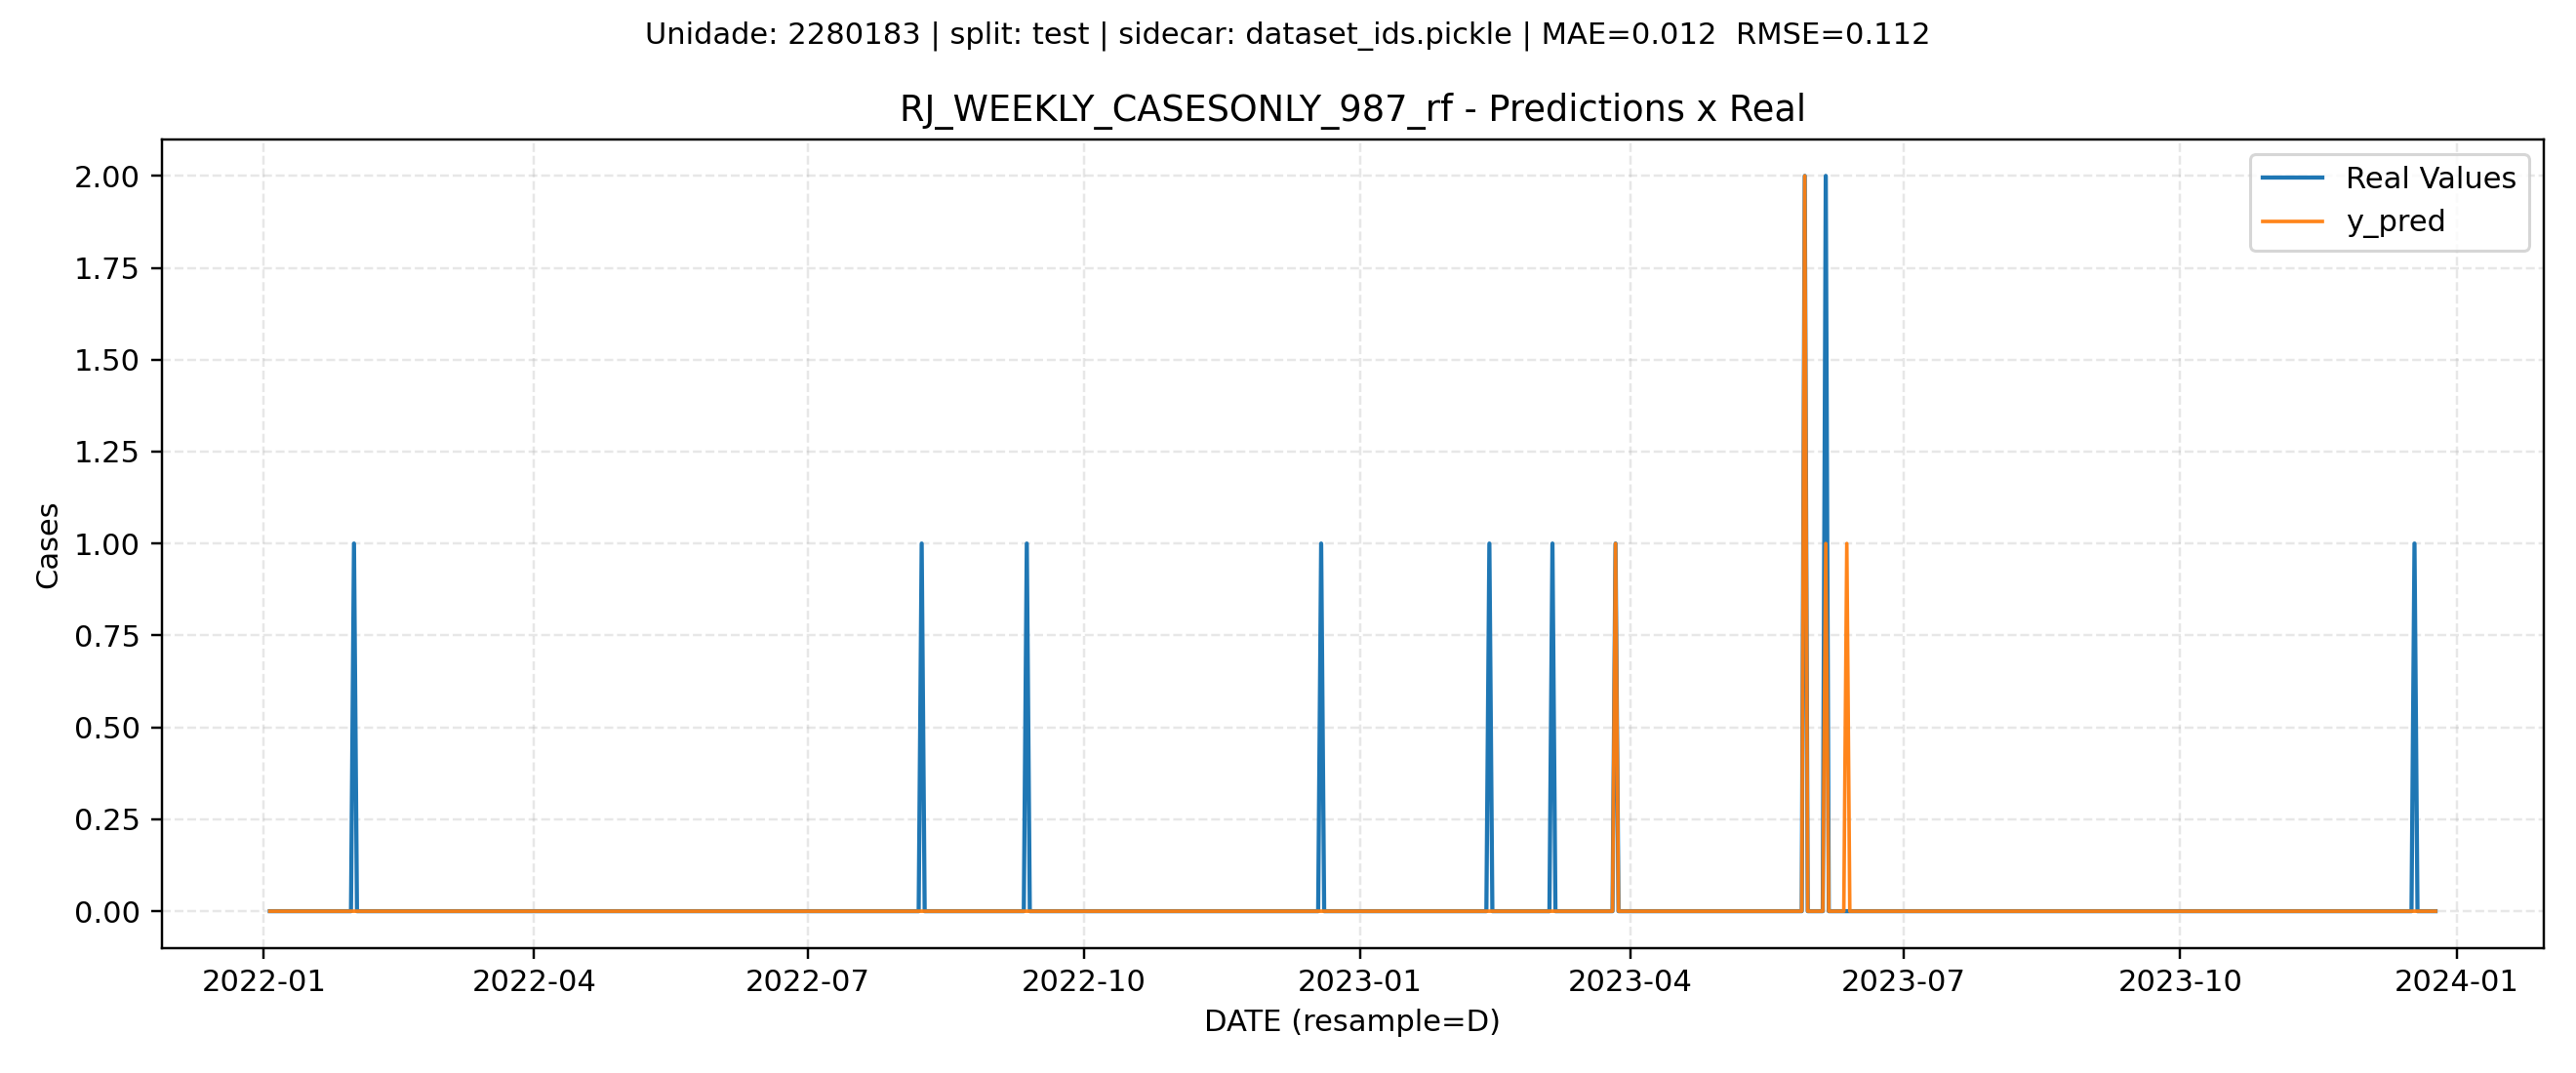 Unidade: 2280183 | split: test | sidecar: dataset_ids.pickle | MAE=0.012  RMSE=0.112
RJ_WEEKLY_CASESONLY_987_rf - Predictions x Real
Real Values
y_pred
2.00
1.75
1.50
1.25
1.00
0.75
0.50
0.25
0.00
Cases
2022-01 2022-04 2022-07 2022-10 2023-01 2023-04 2023-07 2023-10 2024-01
DATE (resample=D)